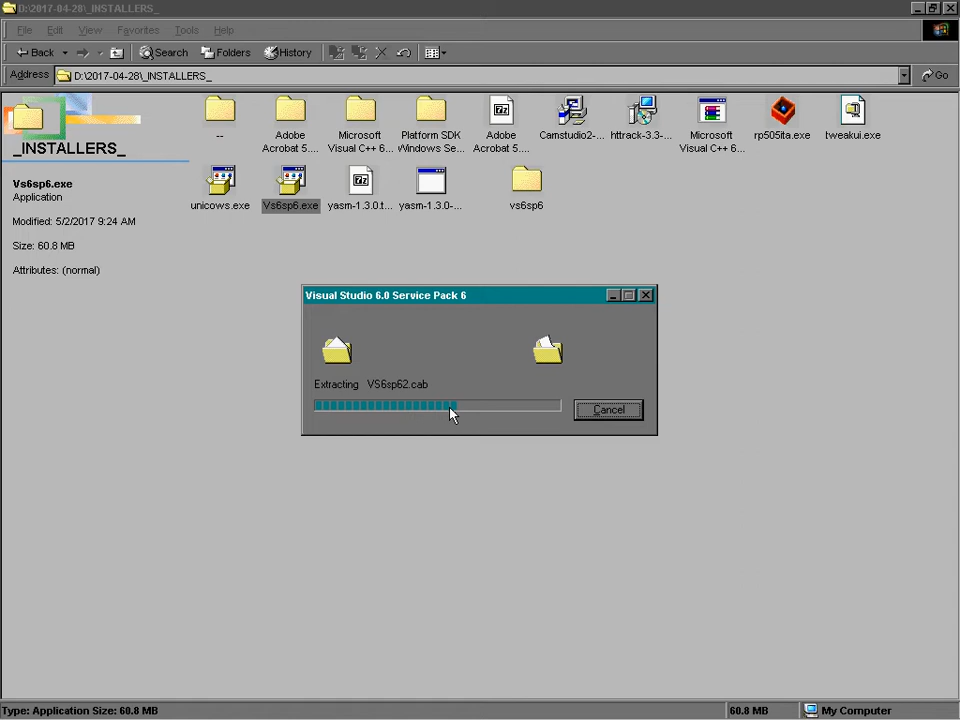 D:\2017-04-28\_INSTALLERS_
File Edit View Favorites Tools Help
Back Search Folders History
Address D:\2017-04-28\_INSTALLERS_ Go
_INSTALLERS_
Vs6sp6.exe
Application
Modified: 5/2/2017 9:24 AM
Size: 60.8 MB
Attributes: (normal)
--
Adobe
Acrobat 5....
Microsoft
Visual C++ 6...
Platform SDK
Windows Se...
Adobe
Acrobat 5....
Camstudio2-...
httrack-3.3-...
Microsoft
Visual C++ 6...
rp505ita.exe
tweakui.exe
unicows.exe
Vs6sp6.exe
yasm-1.3.0.t...
yasm-1.3.0-...
vs6sp6
Visual Studio 6.0 Service Pack 6
Extracting VS6sp62.cab
Cancel
Type: Application Size: 60.8 MB 60.8 MB My Computer